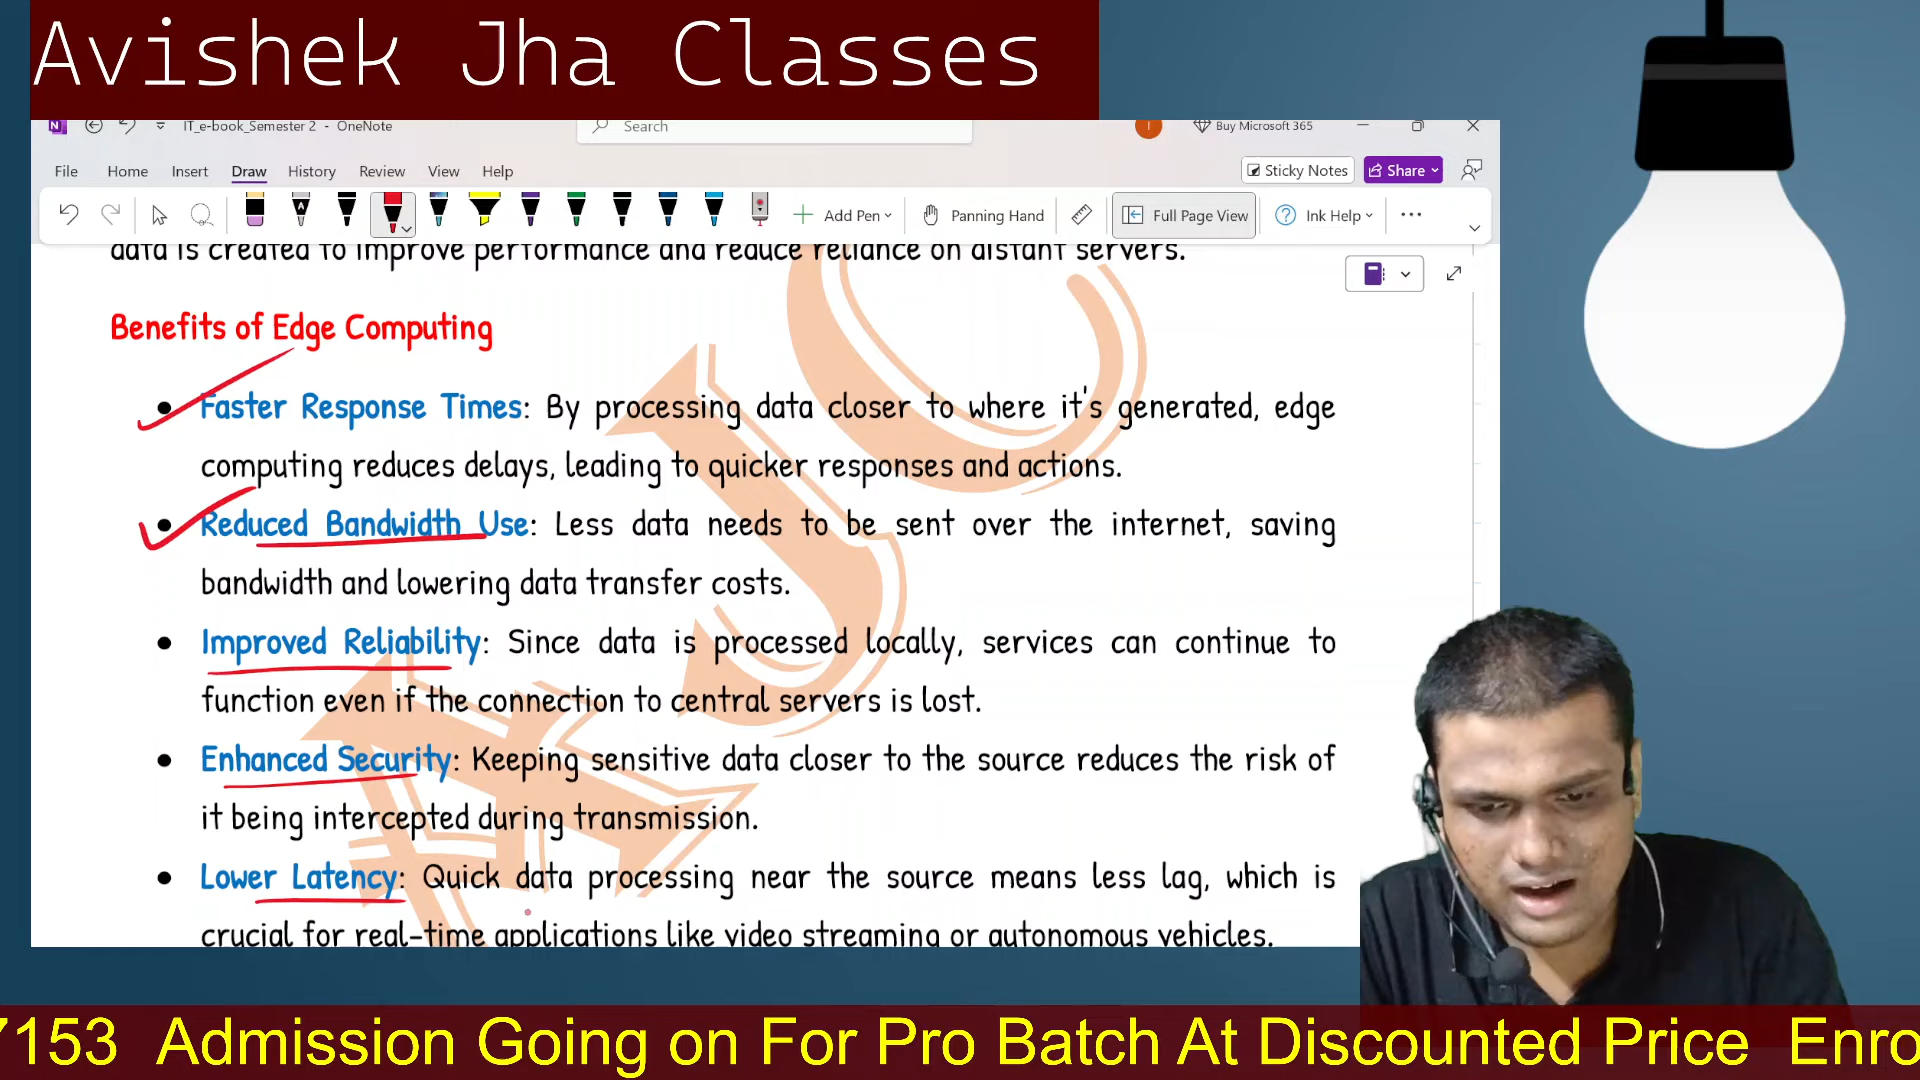 Avishek Jha Classes
IT_e-book_Semester 2 - OneNote
Search
Buy Microsoft 365
File Home Insert Draw History Review View Help
Sticky Notes
Share
Add Pen
Panning Hand
Full Page View
Ink Help
data is created to improve performance and reduce reliance on distant servers.
Benefits of Edge Computing
• Faster Response Times: By processing data closer to where it's generated, edge
computing reduces delays, leading to quicker responses and actions.
• Reduced Bandwidth Use: Less data needs to be sent over the internet, saving
bandwidth and lowering data transfer costs.
• Improved Reliability: Since data is processed locally, services can continue to
function even if the connection to central servers is lost.
• Enhanced Security: Keeping sensitive data closer to the source reduces the risk of
it being intercepted during transmission.
• Lower Latency: Quick data processing near the source means less lag, which is
crucial for real-time applications like video streaming or autonomous vehicles.
AJC
7153 Admission Going on For Pro Batch At Discounted Price Enro